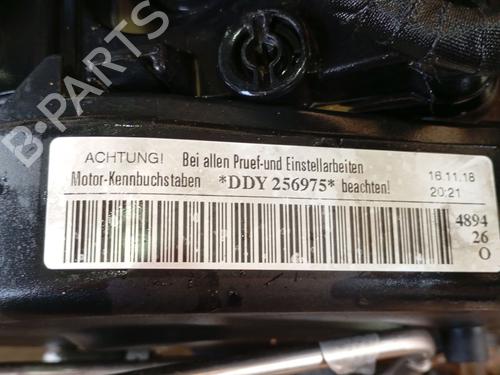 B-PARTS
ACHTUNG! Bei allen Pruef-und Einstellarbeiten
Motor-Kennbuchstaben *DDY 256975* beachten!
16.11.18
20:21
4894
26
O